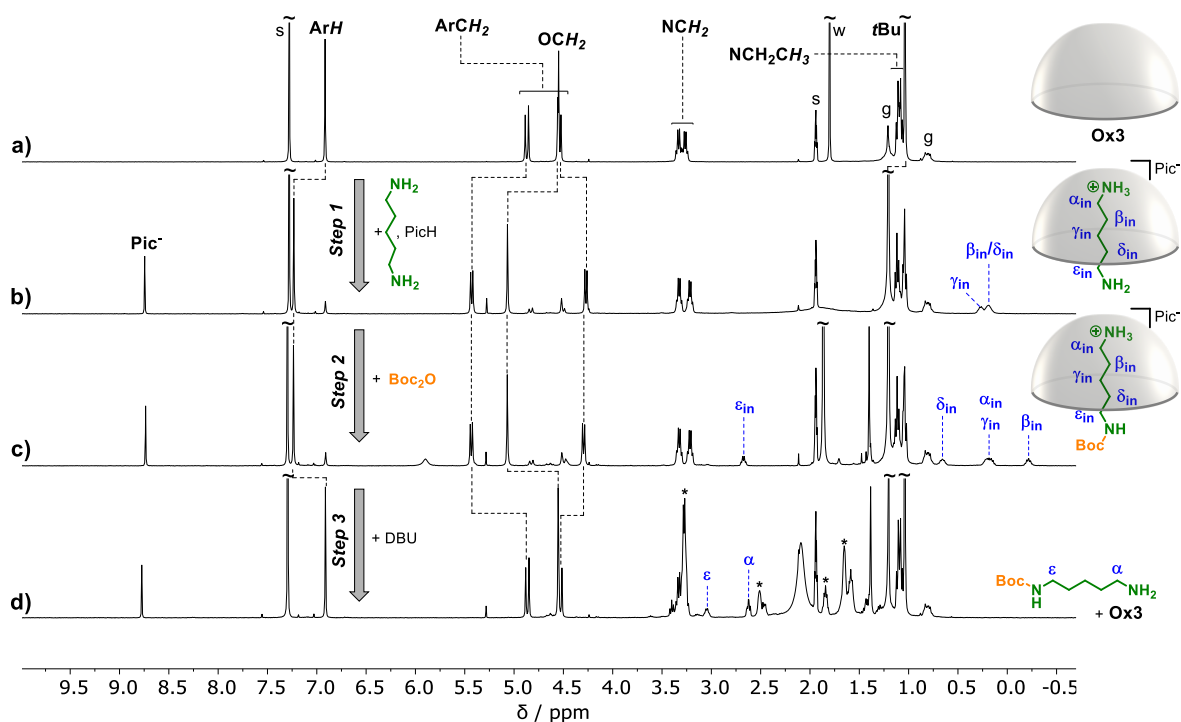 ~ ~ ~
s ArH ArCH2 OCH2 NCH2 NCH2CH3 s w g tBu g
a)
Ox3
Step 1
+ NH2 , PicH
NH2
Pic-
γin βin/δin
b)
Pic-
⊕NH3
αin βin
γin δin
εin NH2
~ ~
Step 2
+ Boc2O
εin δin αin γin βin
c)
Pic-
⊕NH3
αin βin
γin δin
εin NH
Boc
~ ~ ~
Step 3
+ DBU
* ε α * * *
d)
Boc ε α
N
H
NH2
+ Ox3
~ ~ ~
9.5 9.0 8.5 8.0 7.5 7.0 6.5 6.0 5.5 5.0 4.5 4.0 3.5 3.0 2.5 2.0 1.5 1.0 0.5 0.0 -0.5
δ / ppm